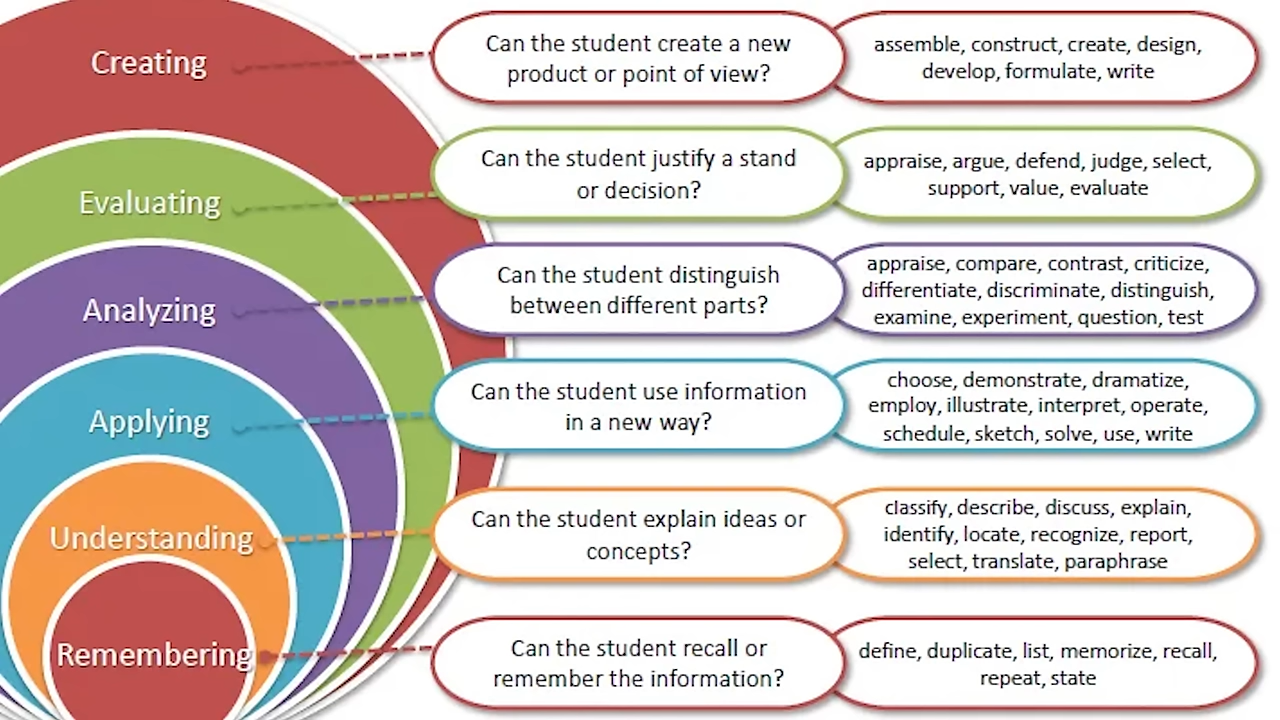 Creating
Can the student create a new
product or point of view?
assemble, construct, create, design,
develop, formulate, write
Evaluating
Can the student justify a stand
or decision?
appraise, argue, defend, judge, select,
support, value, evaluate
Analyzing
Can the student distinguish
between different parts?
appraise, compare, contrast, criticize,
differentiate, discriminate, distinguish,
examine, experiment, question, test
Applying
Can the student use information
in a new way?
choose, demonstrate, dramatize,
employ, illustrate, interpret, operate,
schedule, sketch, solve, use, write
Understanding
Can the student explain ideas or
concepts?
classify, describe, discuss, explain,
identify, locate, recognize, report,
select, translate, paraphrase
Remembering
Can the student recall or
remember the information?
define, duplicate, list, memorize, recall,
repeat, state